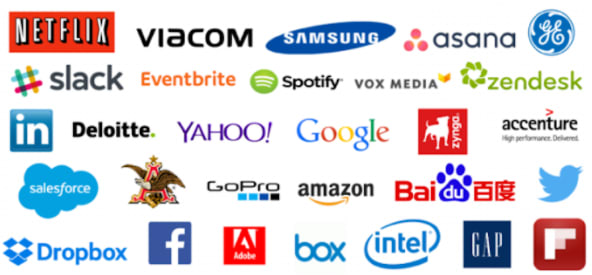 NETFLIX VIACOM SAMSUNG asana GE
slack Eventbrite Spotify VOX MEDIA zendesk
in Deloitte. YAHOO! Google zynga accenture
High performance. Delivered.
salesforce A GoPro amazon Bai du 百度
Dropbox f Adobe box intel GAP